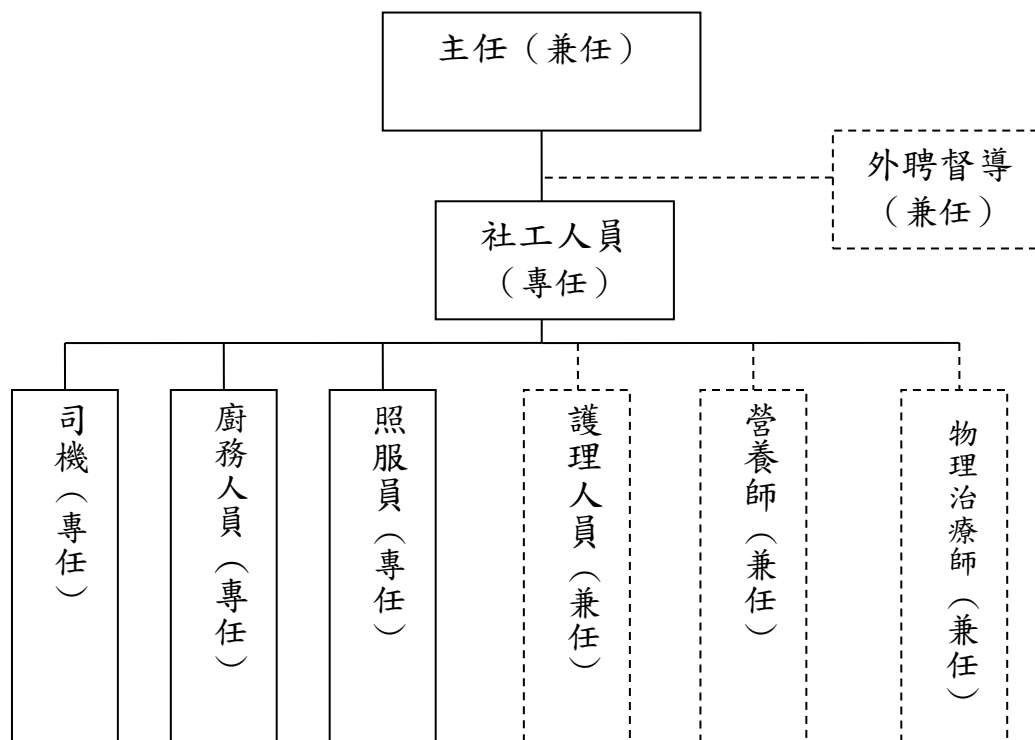 主任（兼任）
外聘督導
（兼任）
社工人員
（專任）
司機（專任）
廚務人員（專任）
照服員（專任）
護理人員（兼任）
營養師（兼任）
物理治療師（兼任）